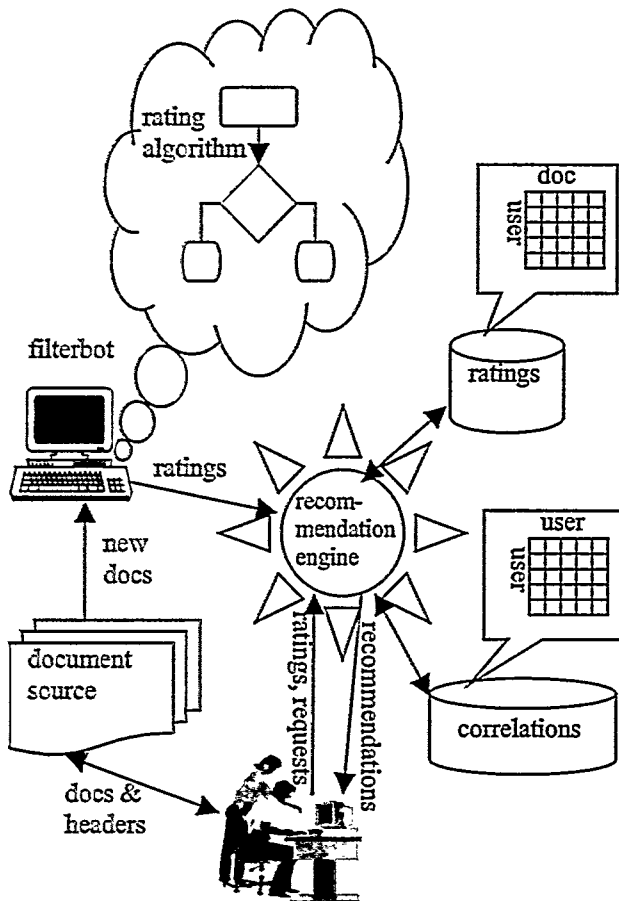 rating
algorithm
doc
user
filterbot
ratings
ratings
recom-
mendation
engine
user
user
new
docs
document
source
ratings, requests
recommendations
correlations
docs &
headers